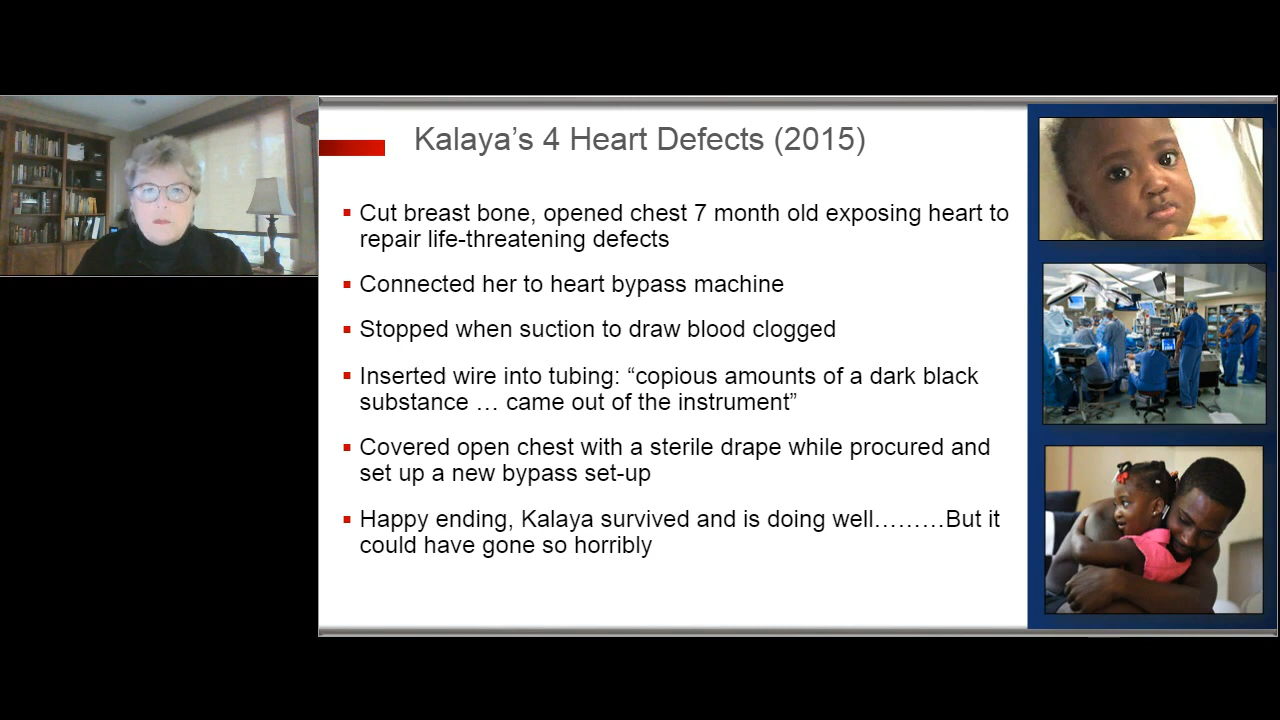 Kalaya’s 4 Heart Defects (2015)
Cut breast bone, opened chest 7 month old exposing heart to
repair life-threatening defects
Connected her to heart bypass machine
Stopped when suction to draw blood clogged
Inserted wire into tubing: “copious amounts of a dark black
substance … came out of the instrument”
Covered open chest with a sterile drape while procured and
set up a new bypass set-up
Happy ending, Kalaya survived and is doing well………But it
could have gone so horribly